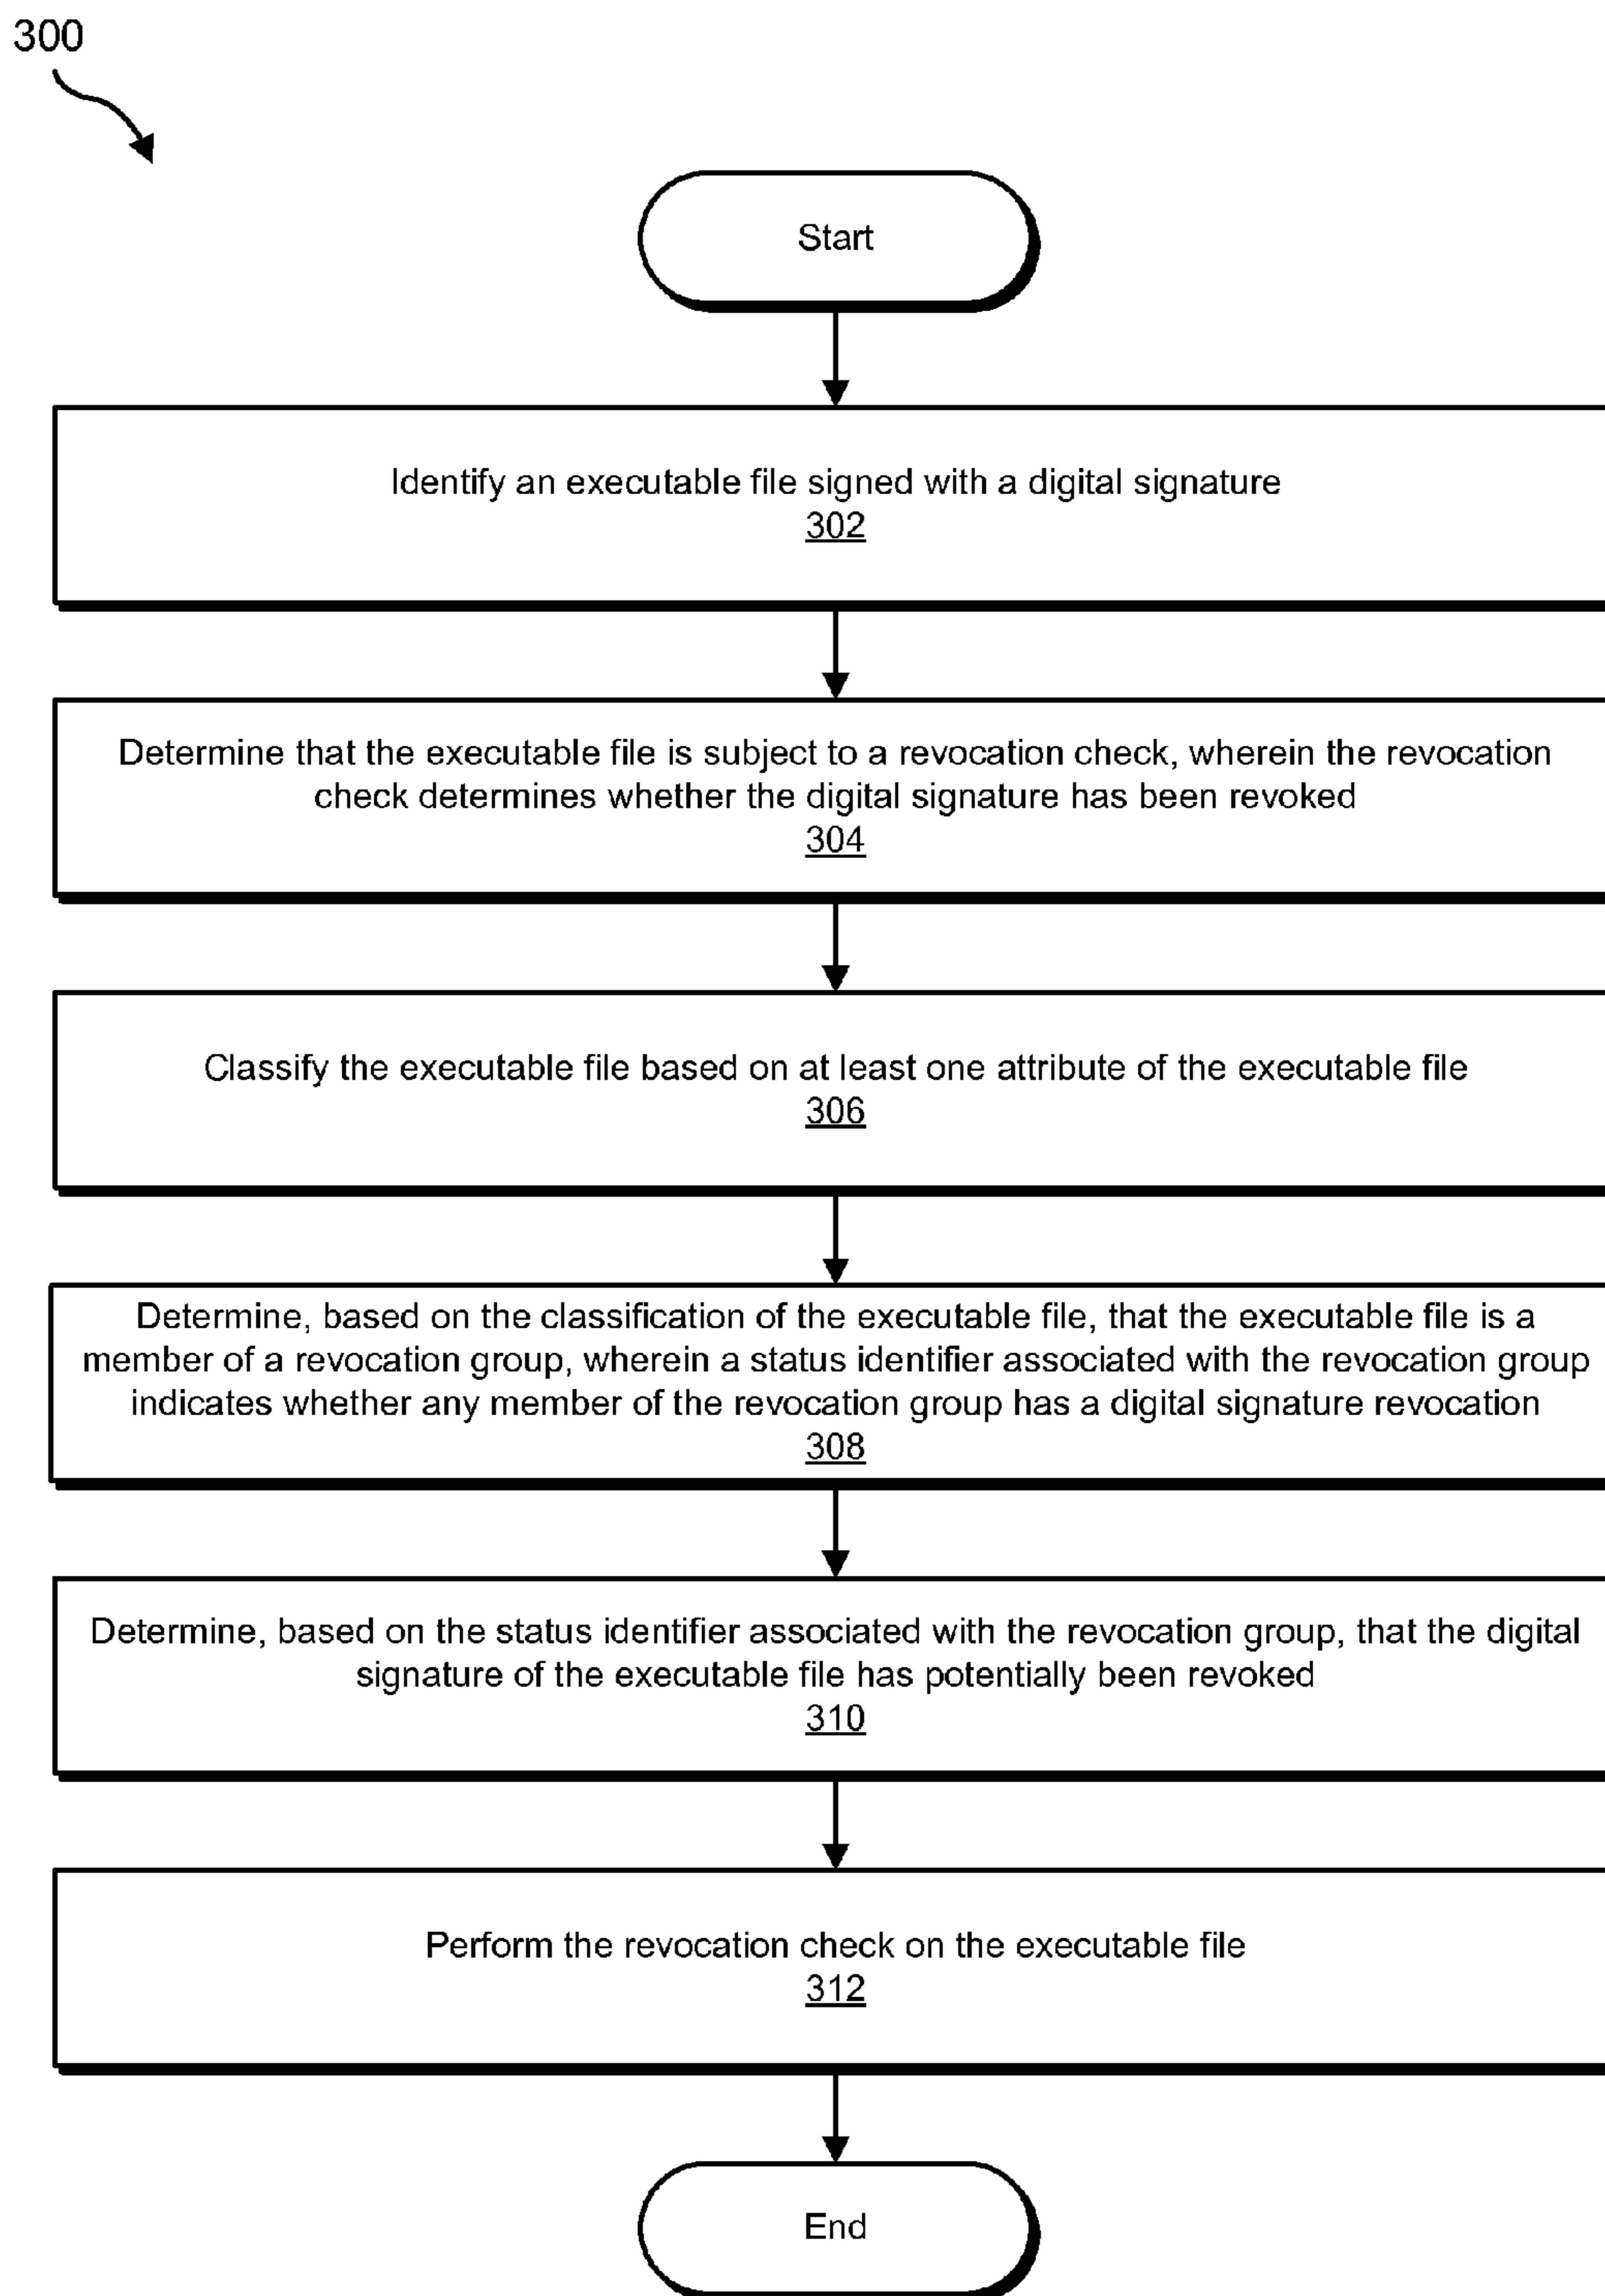 300
Start
Identify an executable file signed with a digital signature
302
Determine that the executable file is subject to a revocation check, wherein the revocation
check determines whether the digital signature has been revoked
304
Classify the executable file based on at least one attribute of the executable file
306
Determine, based on the classification of the executable file, that the executable file is a
member of a revocation group, wherein a status identifier associated with the revocation group
indicates whether any member of the revocation group has a digital signature revocation
308
Determine, based on the status identifier associated with the revocation group, that the digital
signature of the executable file has potentially been revoked
310
Perform the revocation check on the executable file
312
End